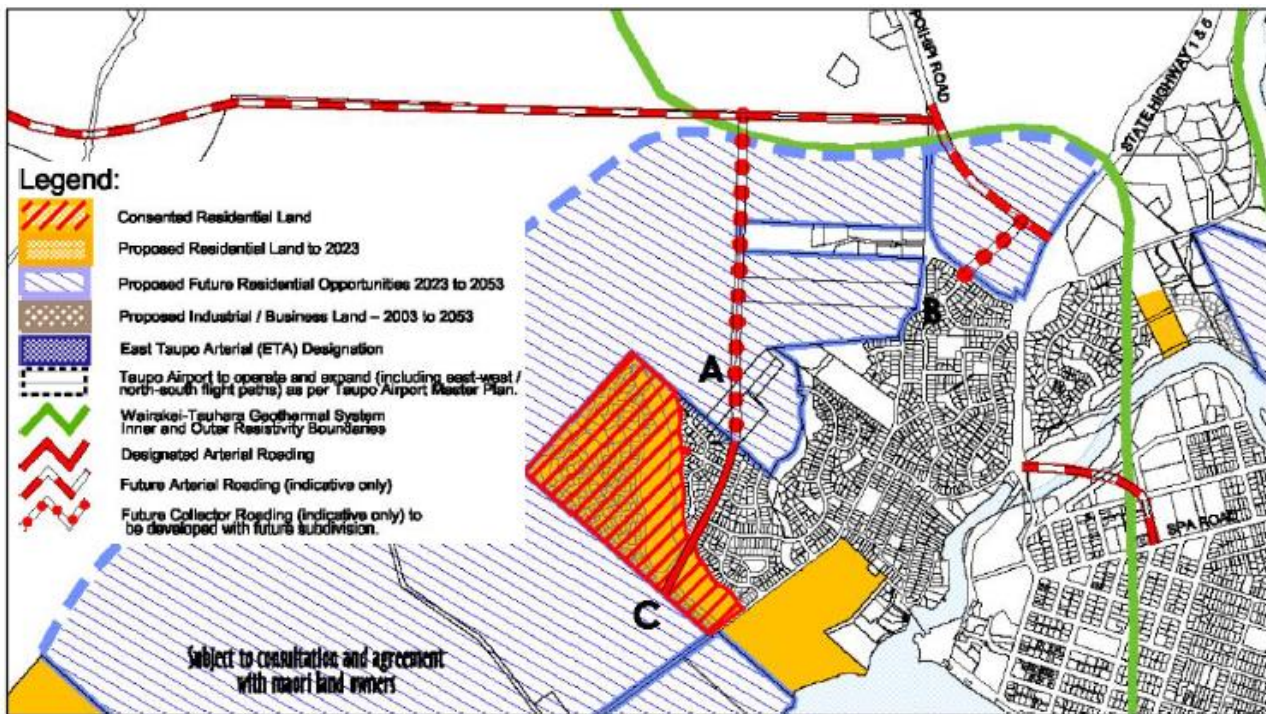 POIHIPI ROAD
STATE HIGHWAY 1 & 5
Legend:
Consented Residential Land
Proposed Residential Land to 2023
Proposed Future Residential Opportunities 2023 to 2053
Proposed Industrial / Business Land – 2003 to 2053
East Taupo Arterial (ETA) Designation
Taupo Airport to operate and expand (including east-west /
north-south flight paths) as per Taupo Airport Master Plan.
Wairakei-Tauhara Geothermal System
Inner and Outer Resistivity Boundaries
Designated Arterial Roading
Future Arterial Roading (indicative only)
Future Collector Roading (indicative only) to
be developed with future subdivision.
A
B
C
SPA ROAD
Subject to consultation and agreement
with maori land owners